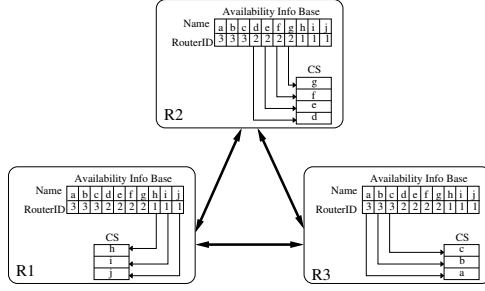 Availability Info Base
Name a b c d e f g h i j
RouterID 3 3 3 2 2 2 2 1 1 1
CS
g
f
e
d
R2
Availability Info Base
Name a b c d e f g h i j
RouterID 3 3 3 2 2 2 2 1 1 1
CS
h
i
j
R1
Availability Info Base
Name a b c d e f g h i j
RouterID 3 3 3 2 2 2 2 1 1 1
CS
c
b
a
R3